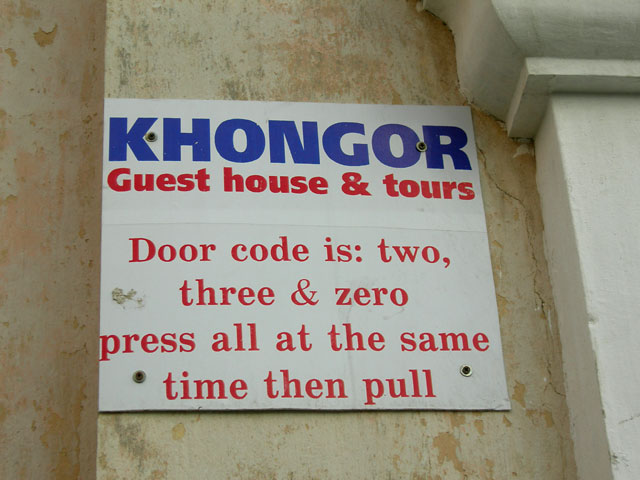 KHONGOR
Guest house & tours
Door code is: two,
three & zero
press all at the same
time then pull